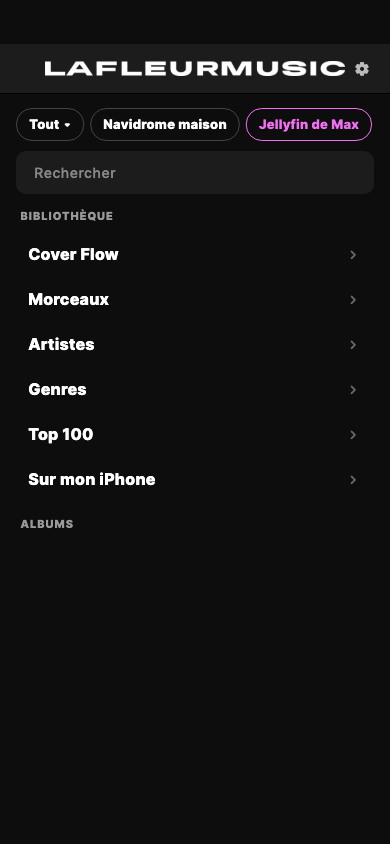 LAFLEURMUSIC
Tout
Navidrome maison
Jellyfin de Max
Rechercher
BIBLIOTHÈQUE
Cover Flow
Morceaux
Artistes
Genres
Top 100
Sur mon iPhone
ALBUMS